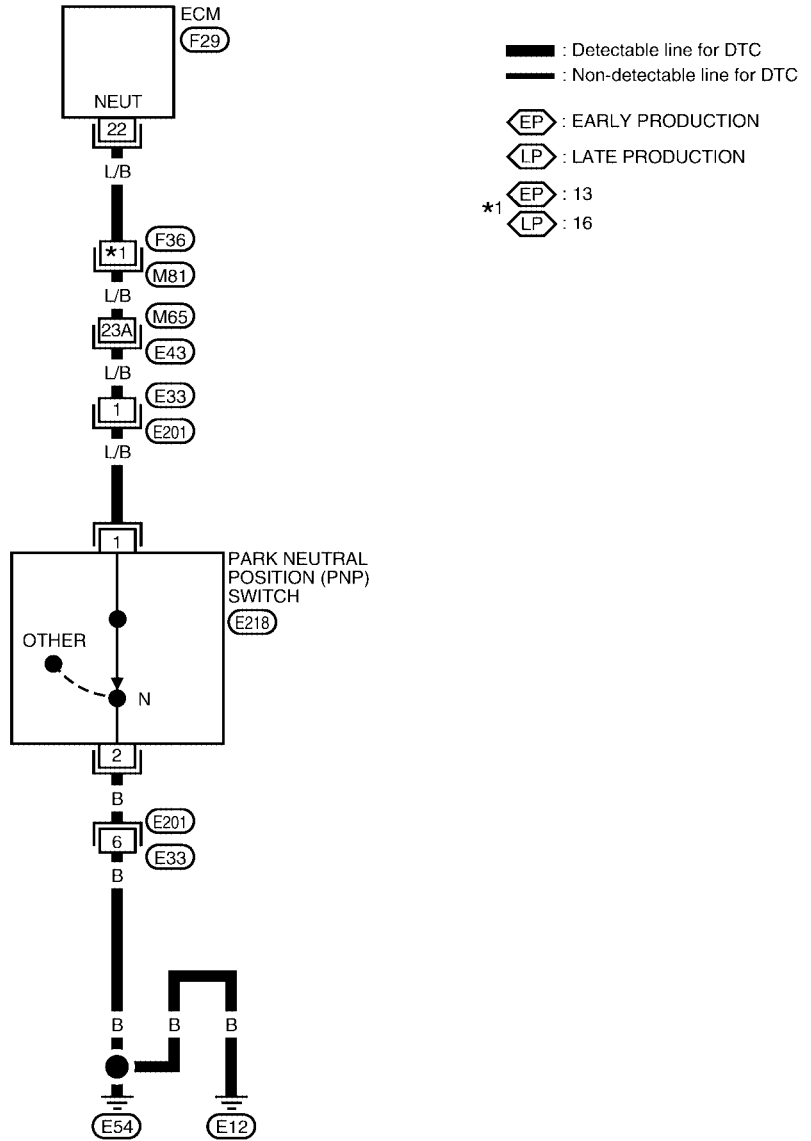 ECM
F29
NEUT
22
L/B
*1
F36
M81
L/B
23A
M65
E43
L/B
1
E33
E201
L/B
1
PARK NEUTRAL
POSITION (PNP)
SWITCH
E218
OTHER
N
2
B
E201
6
E33
B
B B B
E54 E12
: Detectable line for DTC
: Non-detectable line for DTC
EP : EARLY PRODUCTION
LP : LATE PRODUCTION
*1
EP : 13
LP : 16